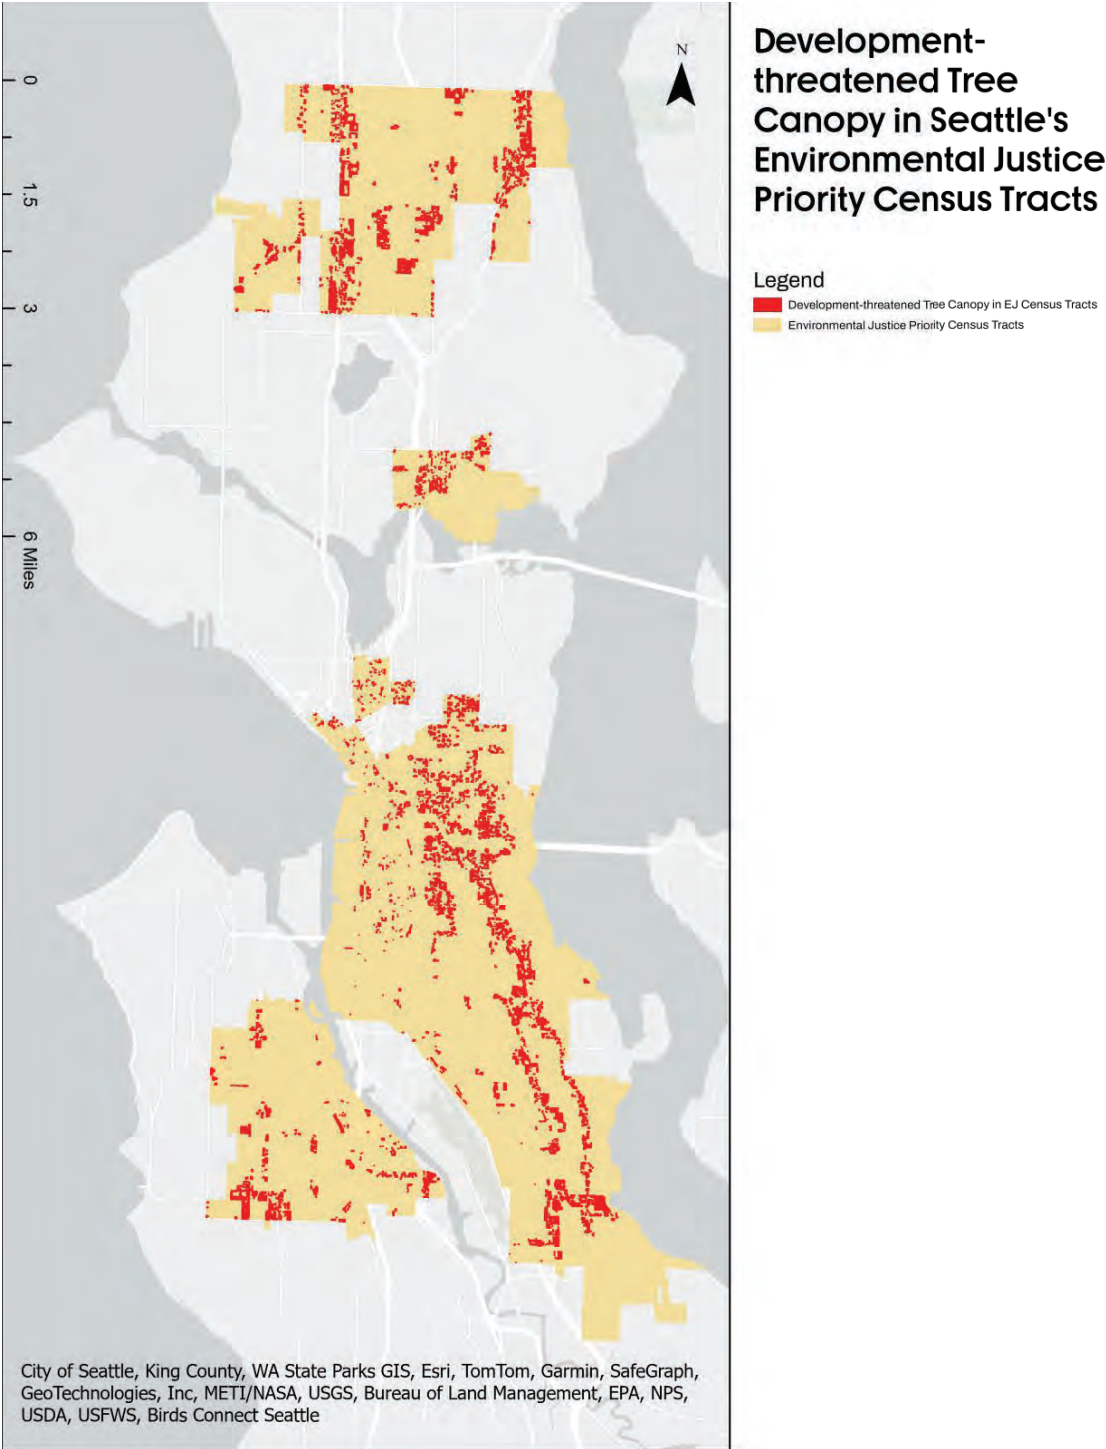 Development-
threatened Tree
Canopy in Seattle's
Environmental Justice
Priority Census Tracts
Legend
Development-threatened Tree Canopy in EJ Census Tracts
Environmental Justice Priority Census Tracts
N
0
1.5
3
6 Miles
City of Seattle, King County, WA State Parks GIS, Esri, TomTom, Garmin, SafeGraph,
GeoTechnologies, Inc, METI/NASA, USGS, Bureau of Land Management, EPA, NPS,
USDA, USFWS, Birds Connect Seattle